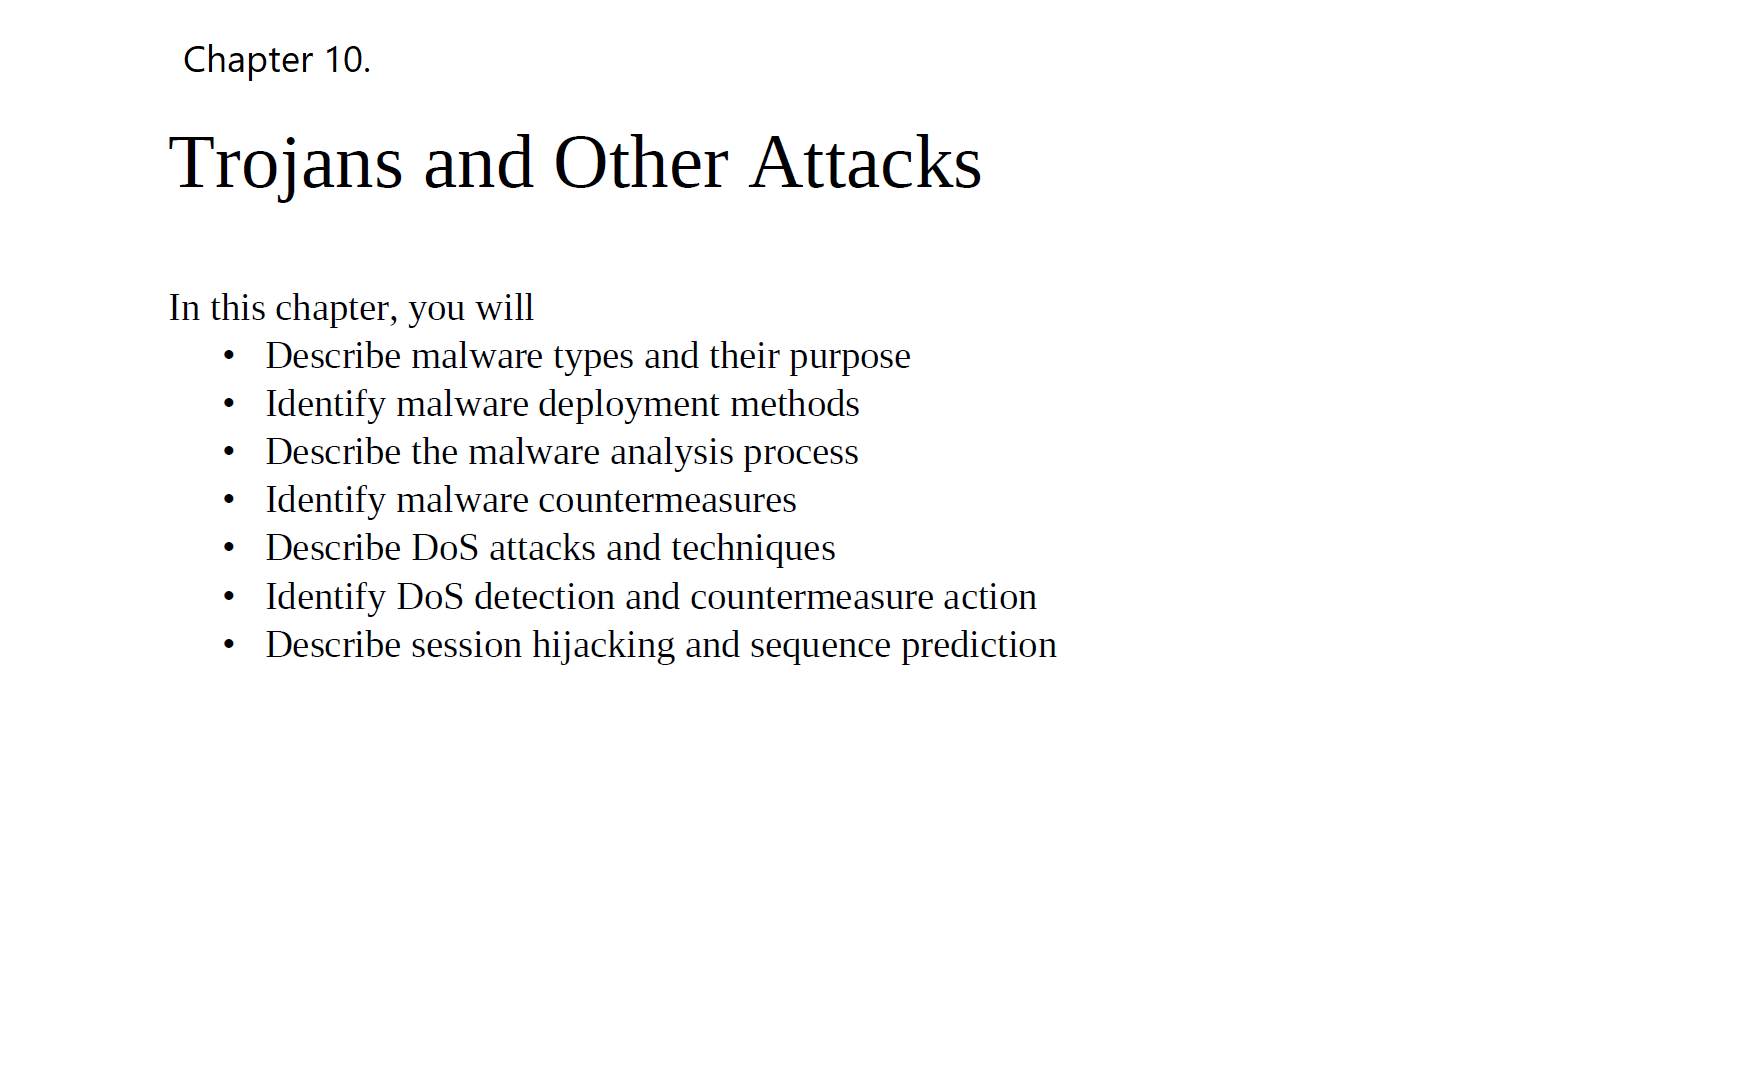 Chapter 10.
Trojans and Other Attacks
In this chapter, you will
• Describe malware types and their purpose
• Identify malware deployment methods
• Describe the malware analysis process
• Identify malware countermeasures
• Describe DoS attacks and techniques
• Identify DoS detection and countermeasure action
• Describe session hijacking and sequence prediction